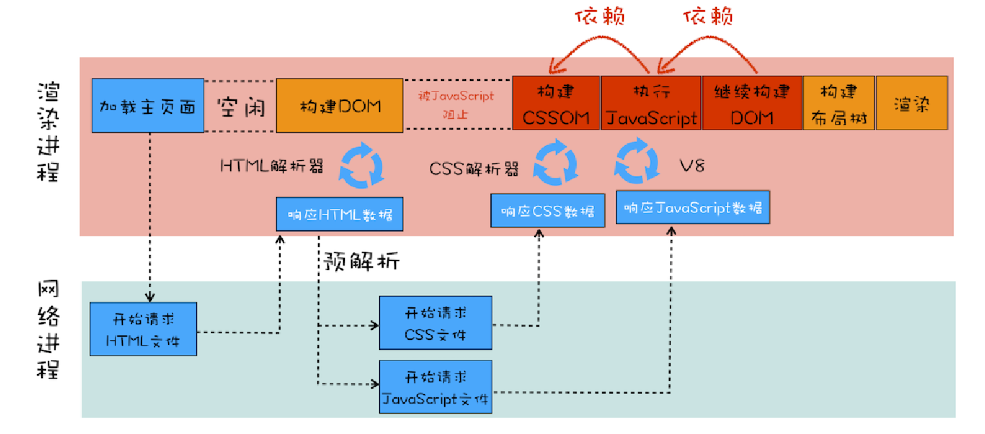 依赖
依赖
渲染进程
加载主页面
空闲
构建DOM
被JavaScript
阻止
构建
CSSOM
执行
JavaScript
继续构建
DOM
构建
布局树
渲染
HTML解析器
CSS解析器
V8
响应HTML数据
响应CSS数据
响应JavaScript数据
预解析
网络进程
开始请求
HTML文件
开始请求
CSS文件
开始请求
JavaScript文件